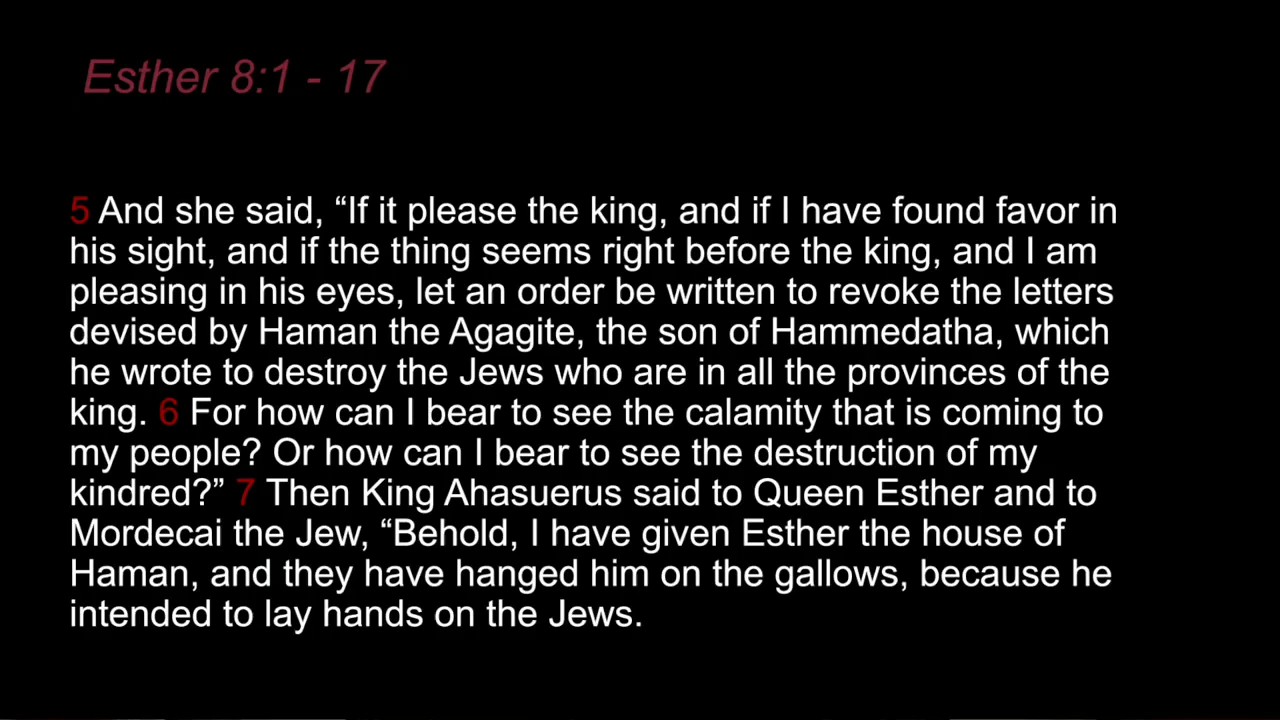 Esther 8:1 - 17
5 And she said, “If it please the king, and if I have found favor in
his sight, and if the thing seems right before the king, and I am
pleasing in his eyes, let an order be written to revoke the letters
devised by Haman the Agagite, the son of Hammedatha, which
he wrote to destroy the Jews who are in all the provinces of the
king. 6 For how can I bear to see the calamity that is coming to
my people? Or how can I bear to see the destruction of my
kindred?” 7 Then King Ahasuerus said to Queen Esther and to
Mordecai the Jew, “Behold, I have given Esther the house of
Haman, and they have hanged him on the gallows, because he
intended to lay hands on the Jews.